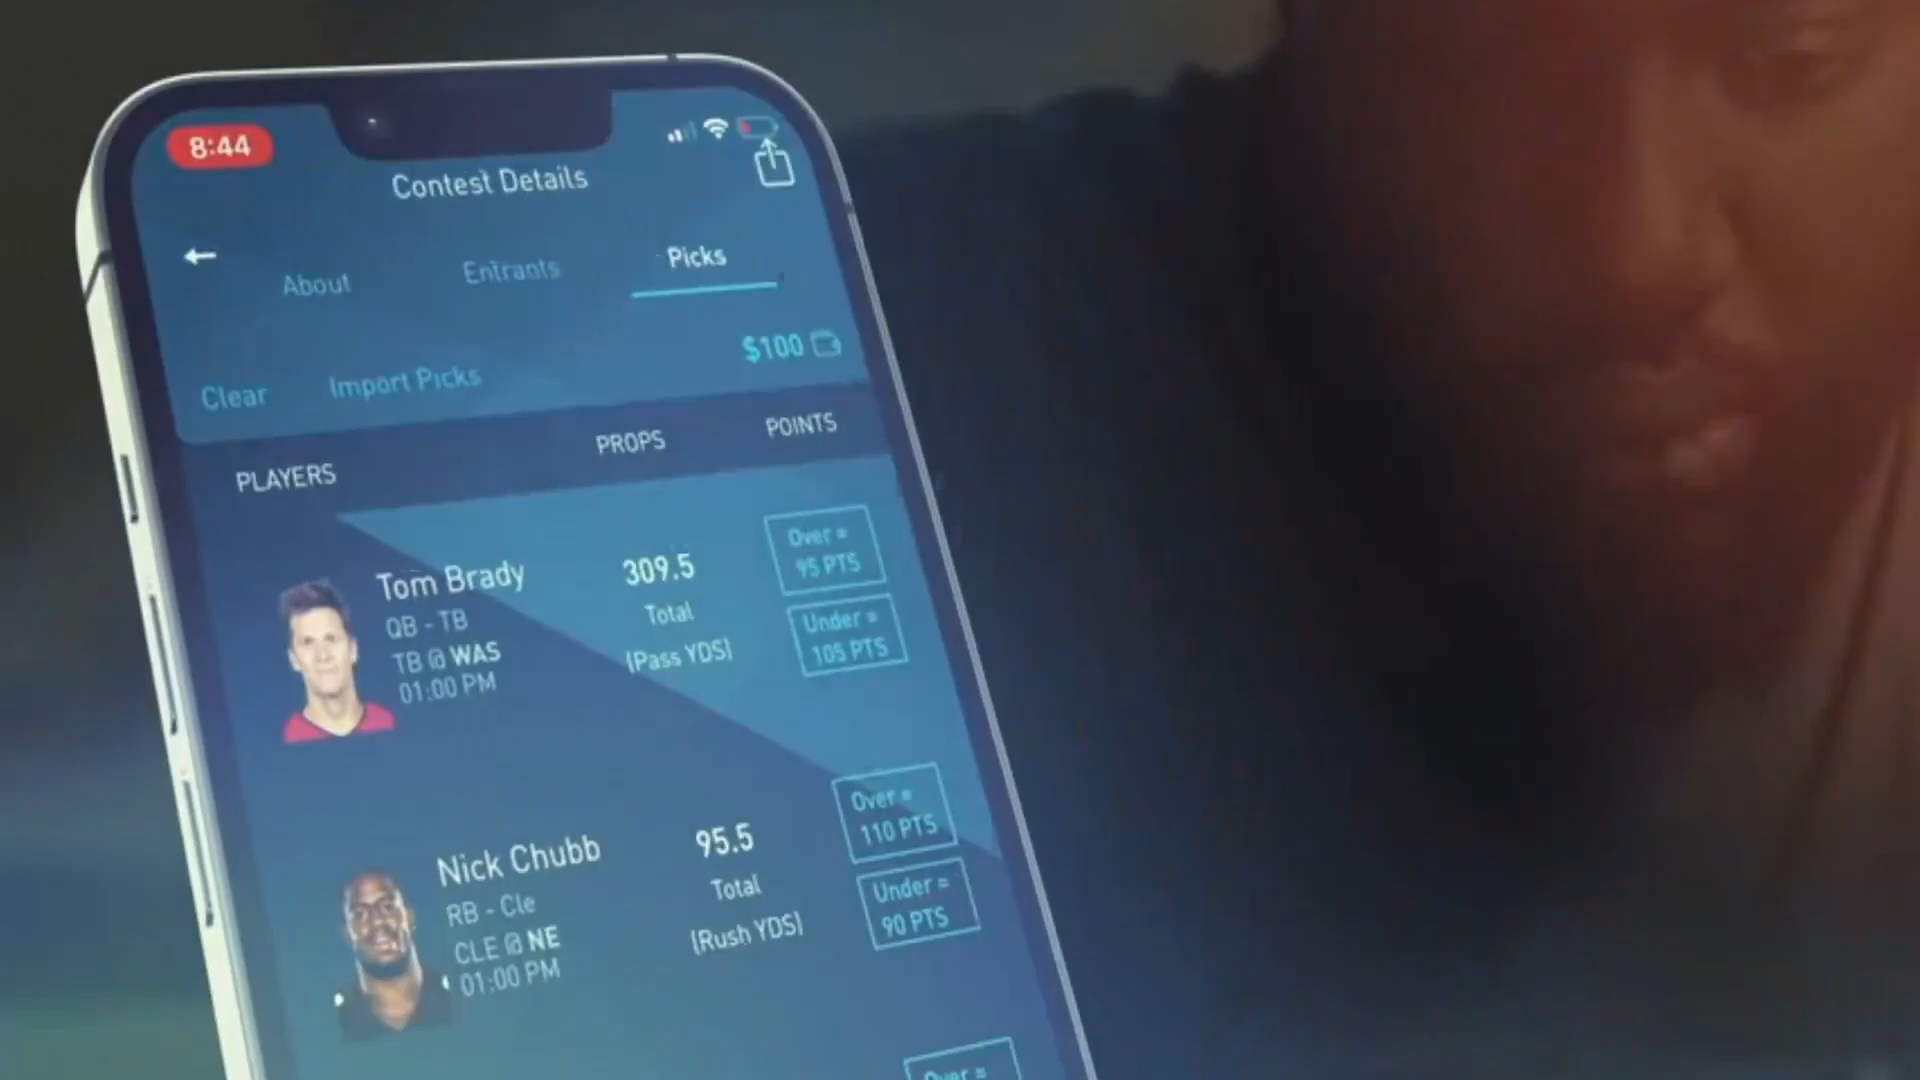 8:44
Contest Details
About Entrants Picks
$100
Clear Import Picks
PLAYERS PROPS POINTS
Tom Brady
QB - TB
TB @ WAS
01:00 PM
309.5
Total
(Pass YDS)
Over =
95 PTS
Under =
105 PTS
Nick Chubb
RB - Cle
CLE @ NE
01:00 PM
95.5
Total
(Rush YDS)
Over =
110 PTS
Under =
90 PTS
Over =